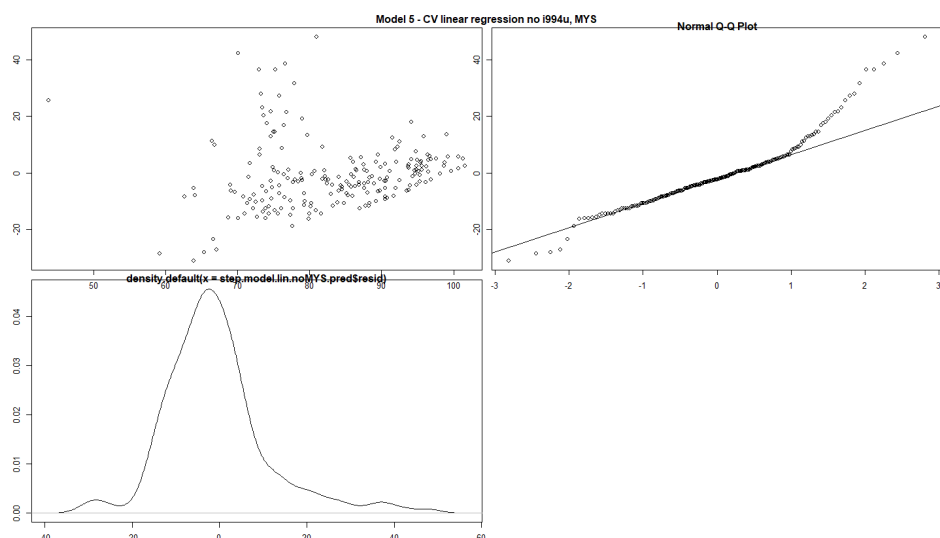 Model 5 - CV linear regression no i994u, MYS
Normal Q-Q Plot
40
20
0
-20
50 60 70 80 90 100
40
20
0
-20
-3 -2 -1 0 1 2 3
density.default(x = step.model.lin.noMYS.pred$resid)
0.04
0.03
0.02
0.01
0.00
-40 -20 0 20 40 60